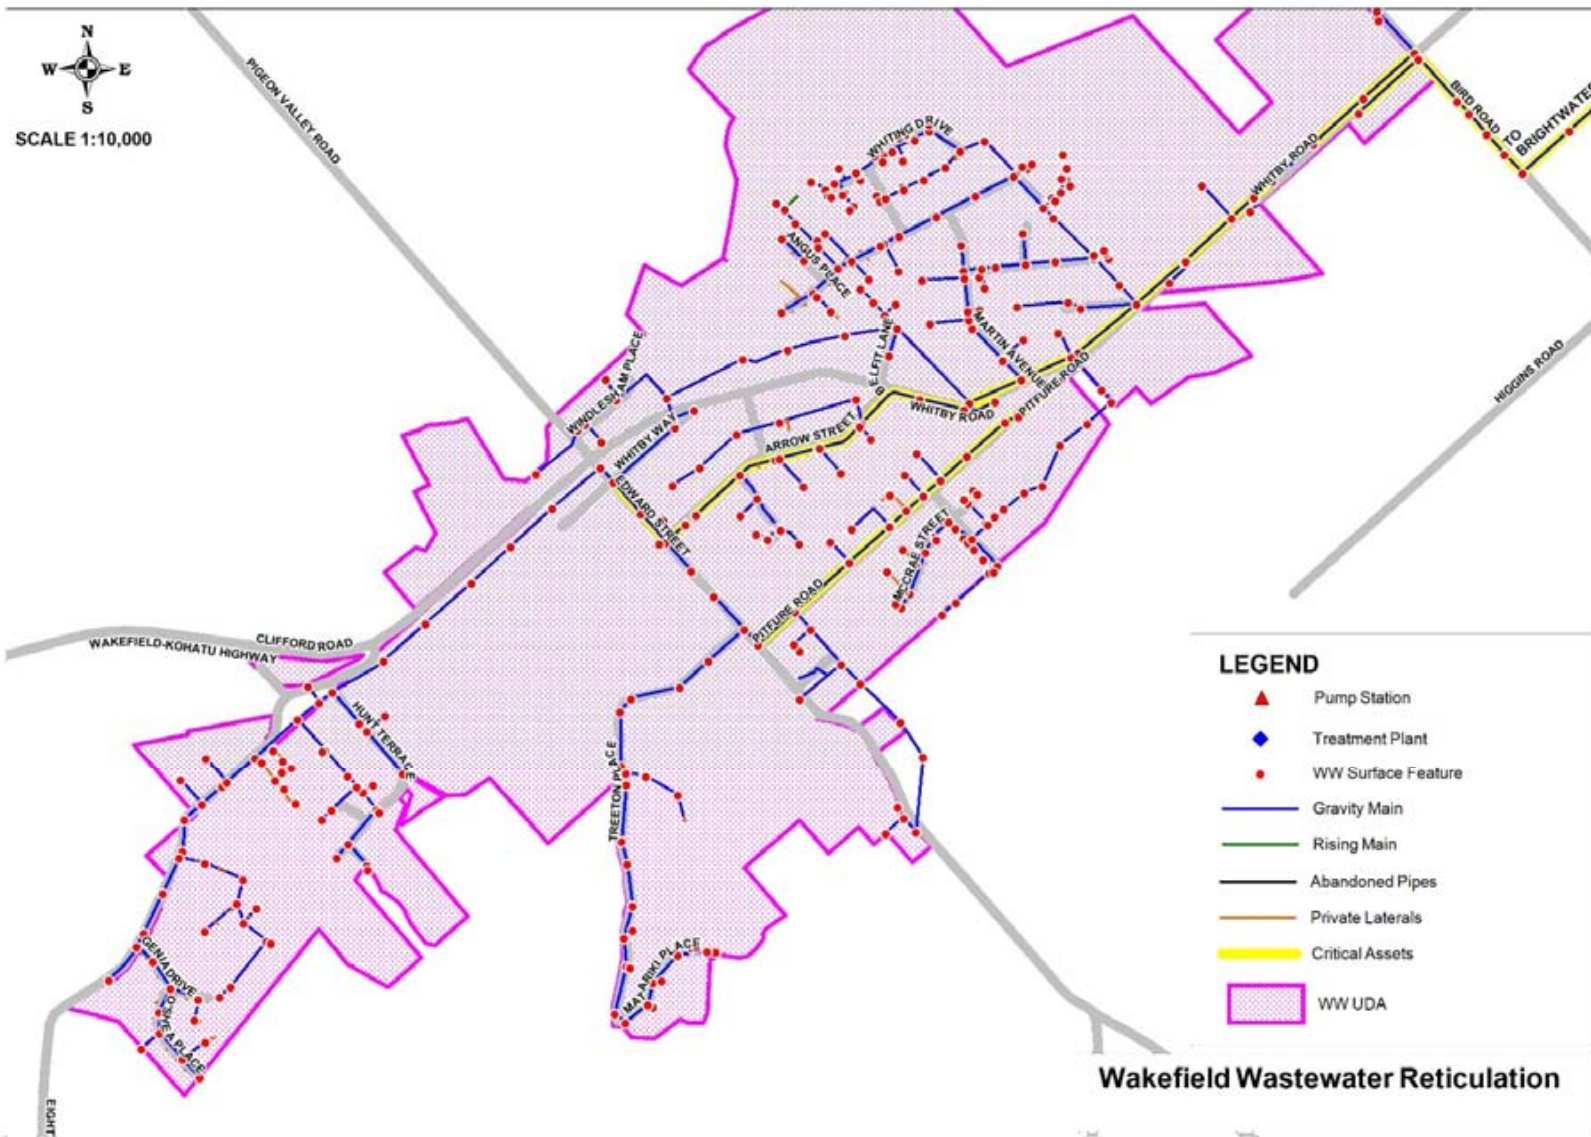 N
W E
S
SCALE 1:10,000
PIGEON VALLEY ROAD
WHITING DRIVE
BIRD ROAD
TO
BRIGHTWATER
WHITBY ROAD
ANGUS PLACE
MARTIN AVENUE
BELFIT LANE
HIGGINS ROAD
WINDLESHAM PLACE
WHITBY WAY
WHITBY ROAD
PITFURE ROAD
ARROW STREET
EDWARD STREET
MCCRAE STREET
PITFURE ROAD
CLIFFORD ROAD
WAKEFIELD-KOHATU HIGHWAY
HUNT TERRACE
TREETON PLACE
GENIA DRIVE
O'SHEA PLACE
MATARIKI PLACE
EIGHT
LEGEND
Pump Station
Treatment Plant
WW Surface Feature
Gravity Main
Rising Main
Abandoned Pipes
Private Laterals
Critical Assets
WW UDA
Wakefield Wastewater Reticulation